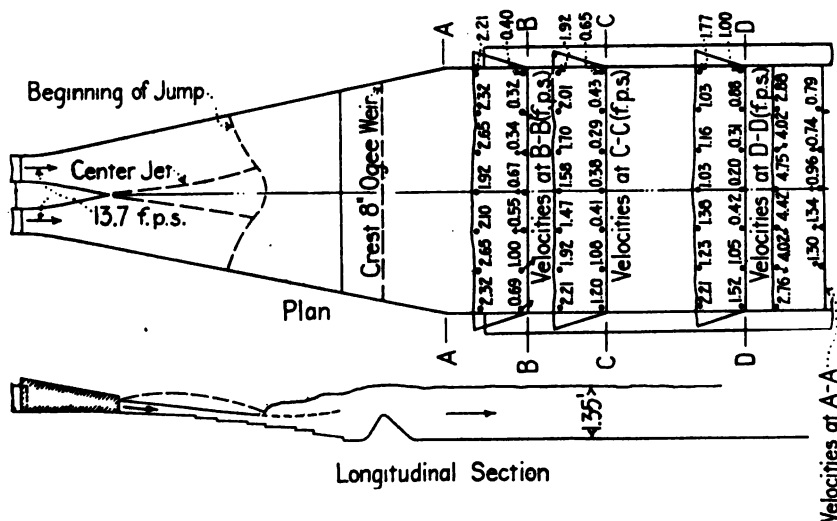 Beginning of Jump
Center Jet
13.7 f.p.s.
Plan
Crest 8" Ogee Weir
A
A
B
B
C
C
D
D
2.21
0.40
1.92
0.65
1.77
1.00
2.32 2.65 2.10 1.92 2.65 2.32
0.69 1.00 0.55 0.67 0.34 0.32
Velocities at B-B (f.p.s.)
2.21 1.92 1.47 1.58 1.70 2.01
1.20 1.08 0.41 0.38 0.29 0.43
Velocities at C-C (f.p.s.)
2.21 1.23 1.38 1.03 1.16 1.03
1.52 1.05 0.42 0.20 0.31 0.08
Velocities at D-D (f.p.s.)
2.76 4.02 4.42 4.75 4.02 2.88
1.30 1.34 0.96 0.74 0.79
Velocities at A-A
1.35'
Longitudinal Section